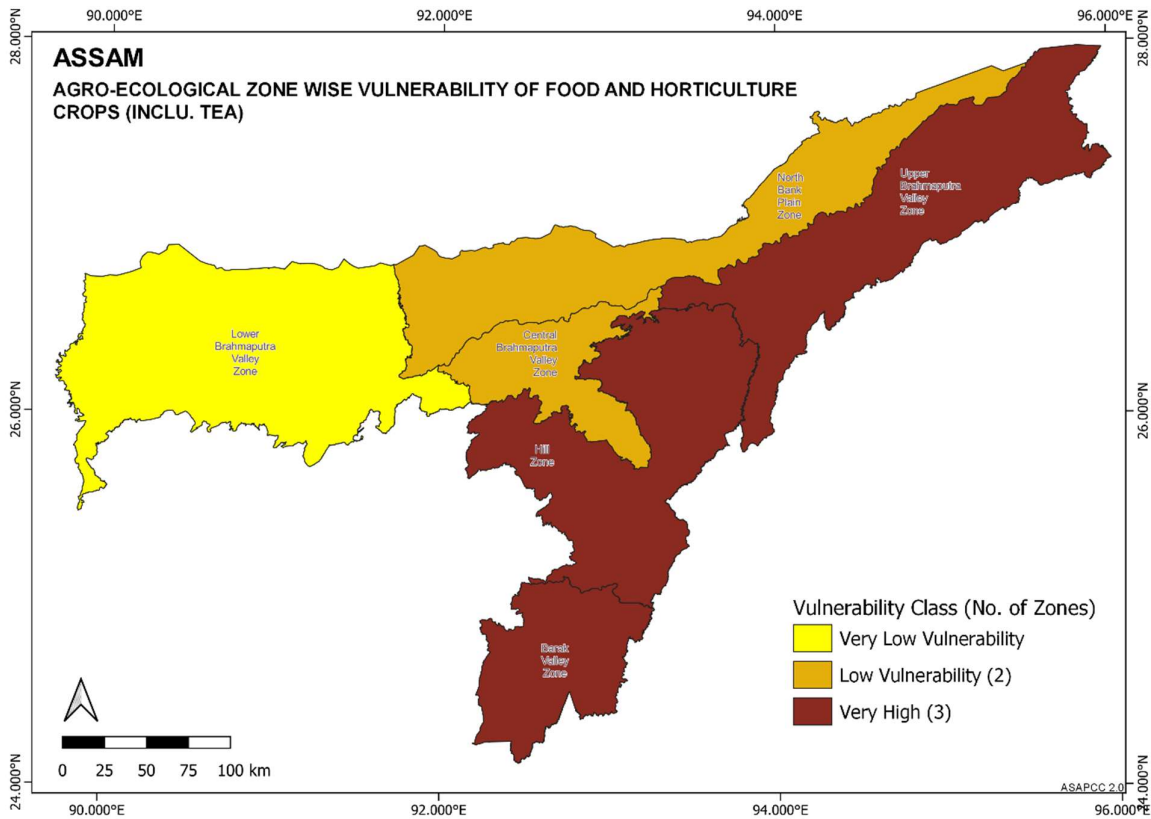 90.000°E 92.000°E 94.000°E 96.000°E
28.000°N 28.000°N
ASSAM
AGRO-ECOLOGICAL ZONE WISE VULNERABILITY OF FOOD AND HORTICULTURE
CROPS (INCLU. TEA)
North
Bank
Plain
Zone
Upper
Brahmaputra
Valley
Zone
Lower
Brahmaputra
Valley
Zone
Central
Brahmaputra
Valley
Zone
26.000°N 26.000°N
Hill
Zone
Barak
Valley
Zone
Vulnerability Class (No. of Zones)
Very Low Vulnerability
Low Vulnerability (2)
Very High (3)
0 25 50 75 100 km
ASAPCC 2.0
24.000°N 24.000°N
90.000°E 92.000°E 94.000°E 96.000°E